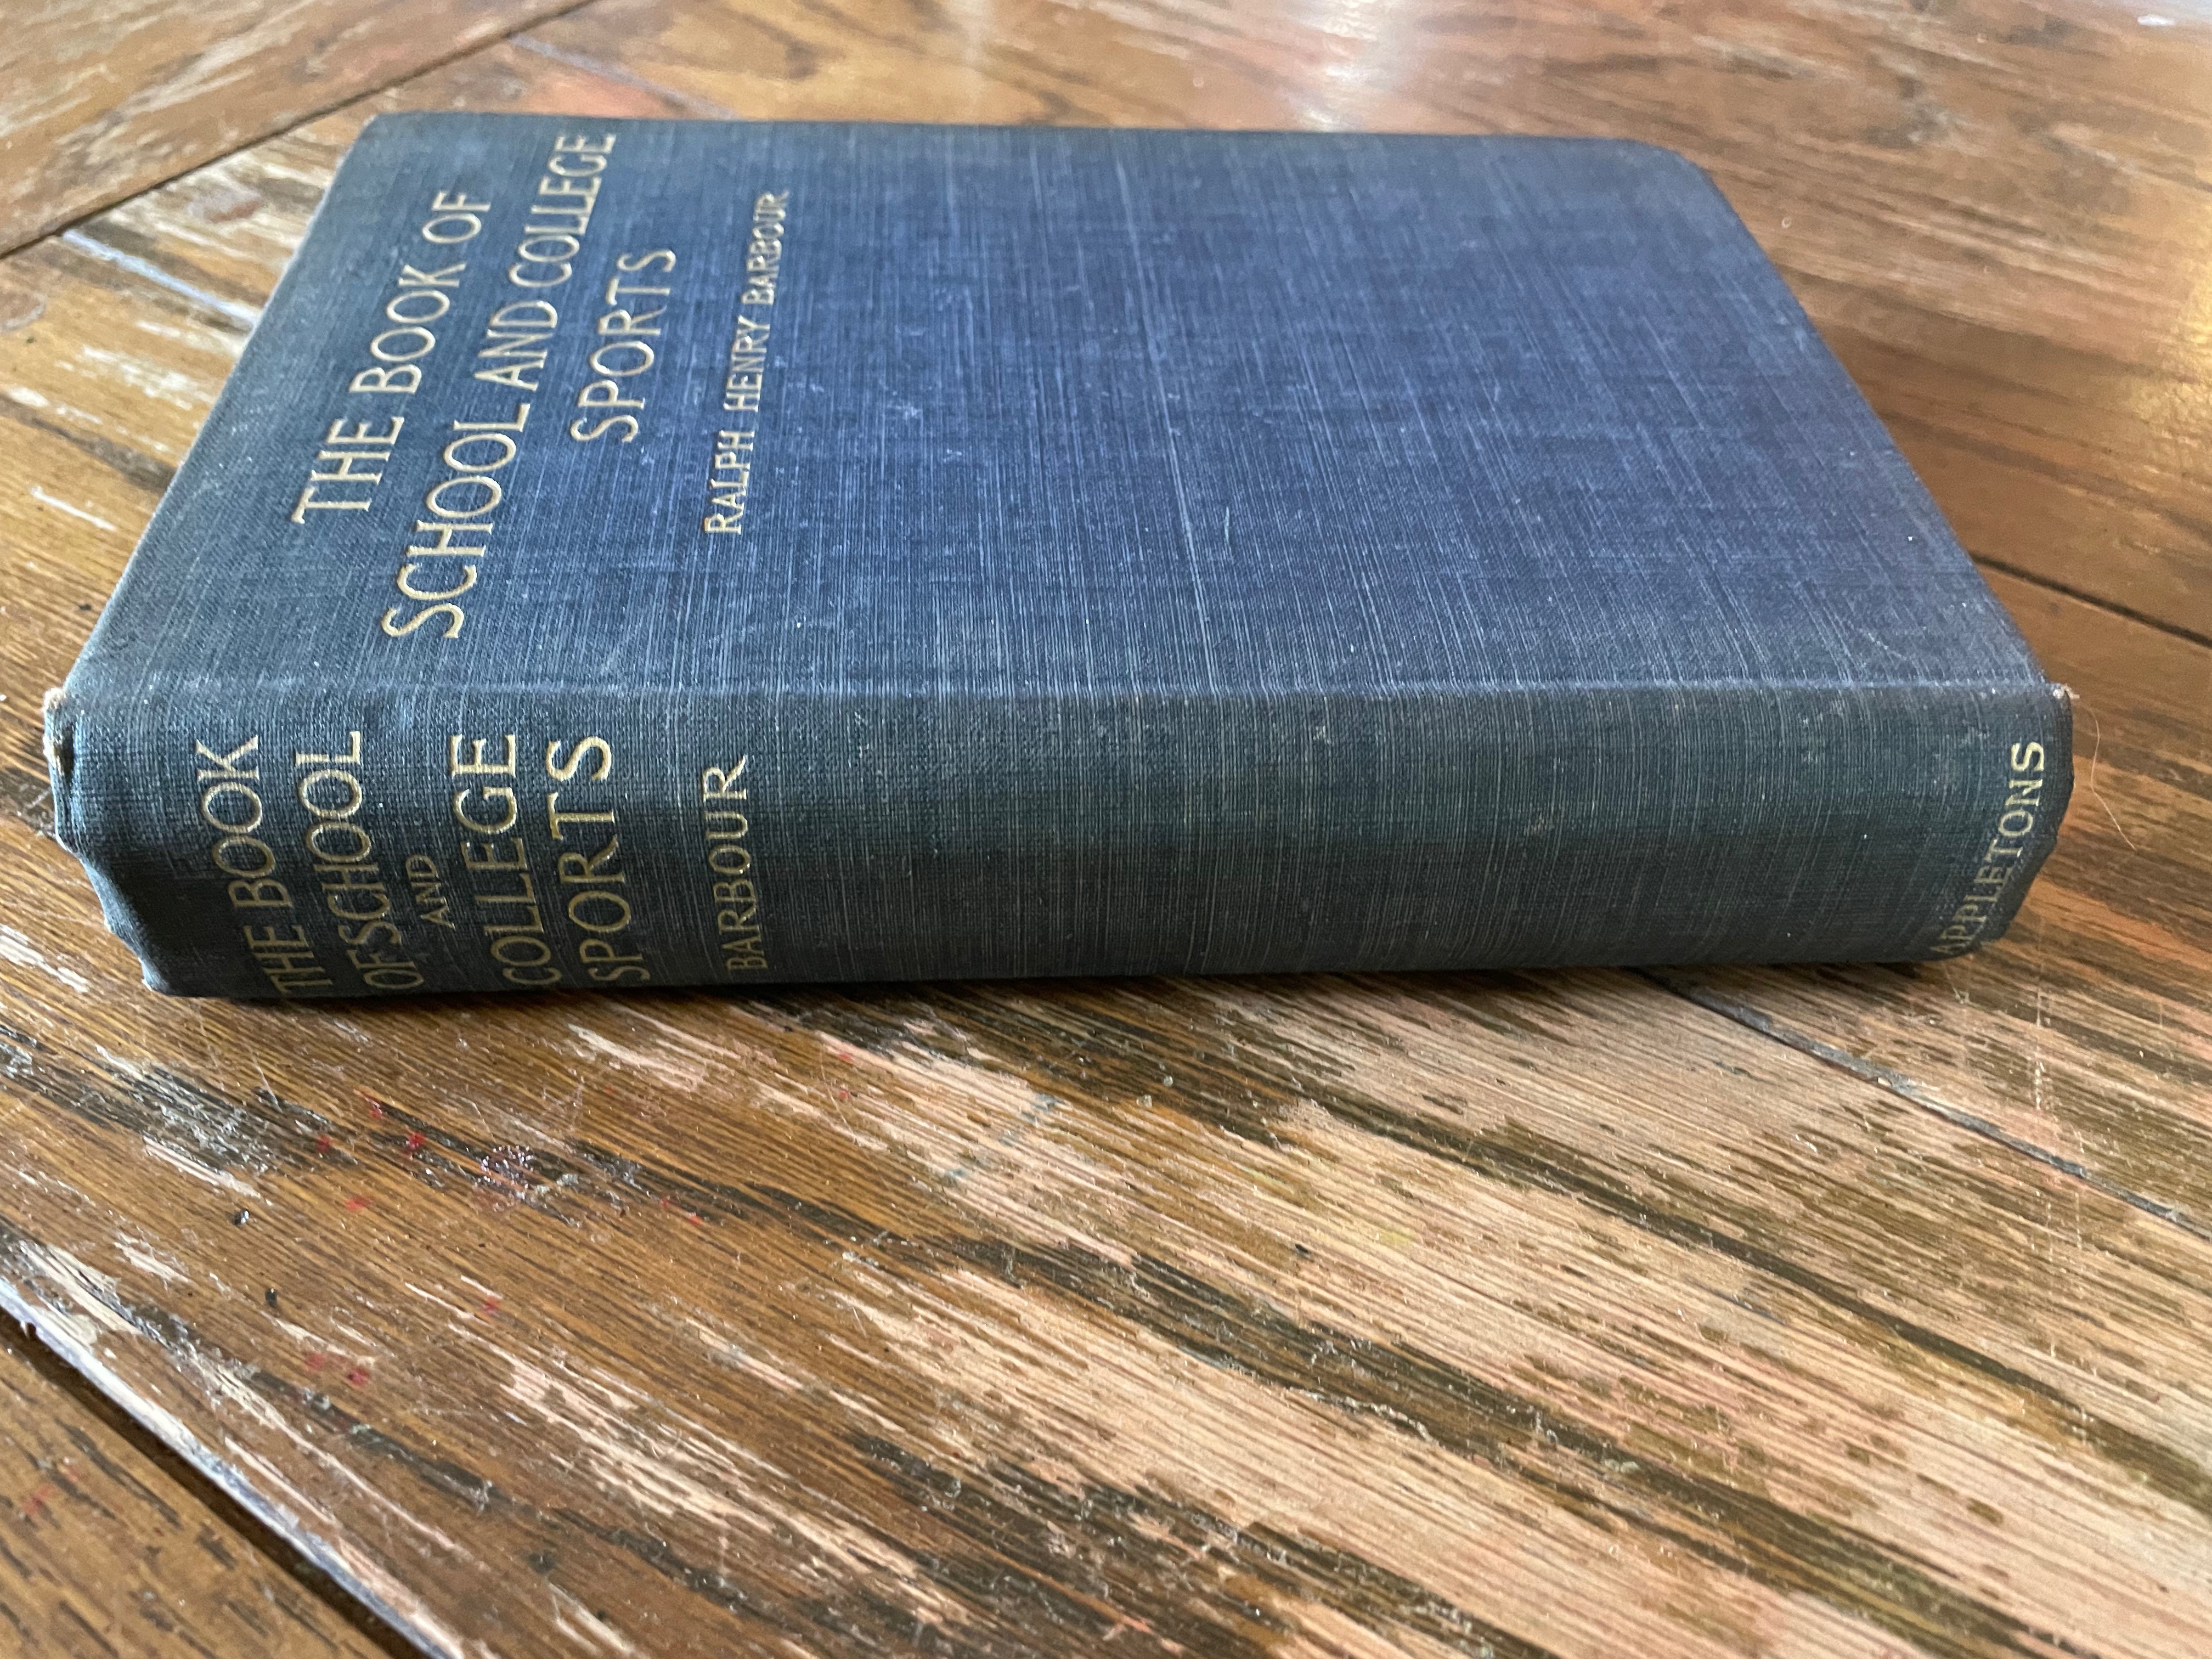 THE BOOK OF
SCHOOL AND COLLEGE
SPORTS
RALPH HENRY BARBOUR
THE BOOK
OF SCHOOL
AND
COLLEGE
SPORTS
BARBOUR
APPLETONS